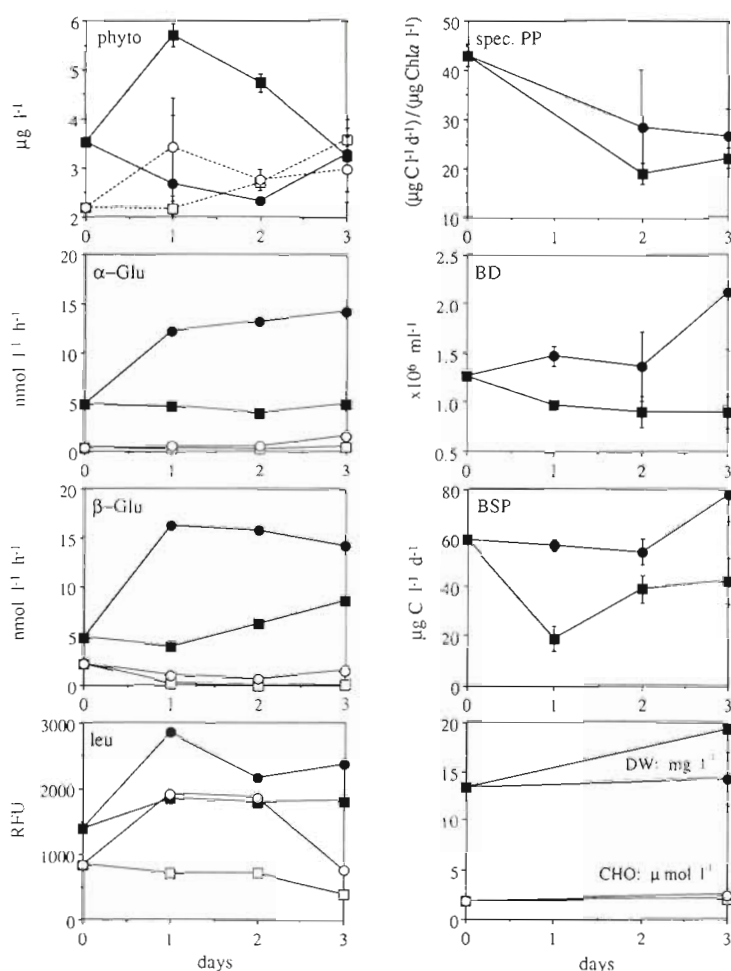 phyto
6
5
4
3
2
µg l-1
0 1 2 3
spec. PP
50
40
30
20
10
(µg C l-1 d-1)/(µg Chla l-1)
0 1 2 3
α-Glu
20
15
10
5
0
nmol l-1 h-1
0 1 2 3
BD
2.5
2.0
1.5
1.0
0.5
x10⁶ ml-1
0 1 2 3
β-Glu
20
15
10
5
0
nmol l-1 h-1
0 1 2 3
BSP
80
60
40
20
0
µg C l-1 d-1
0 1 2 3
leu
3000
2000
1000
0
RFU
0 1 2 3
days
20
15
10
5
0
DW: mg l-1
CHO: µ mol l-1
0 1 2 3
days